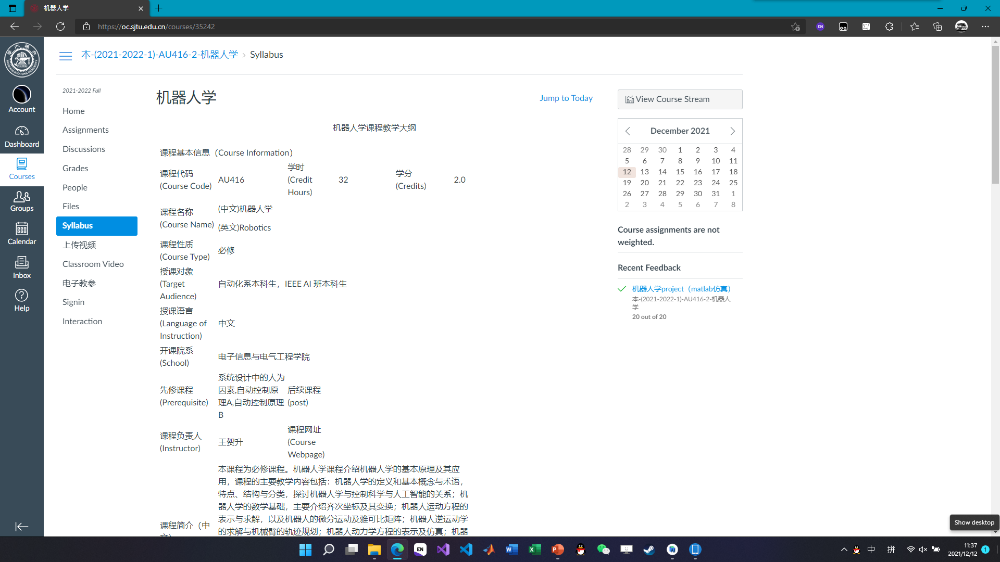 机器人学
https://oc.sjtu.edu.cn/courses/35242
EN
本-(2021-2022-1)-AU416-2-机器人学 › Syllabus
Account
Dashboard
Courses
Groups
Calendar
Inbox
Help
2021-2022 Fall
Home
Assignments
Discussions
Grades
People
Files
Syllabus
上传视频
Classroom Video
电子教参
Signin
Interaction
机器人学
Jump to Today
机器人学课程教学大纲
课程基本信息（Course Information）
课程代码
(Course Code)
AU416
学时
(Credit
Hours)
32
学分
(Credits)
2.0
课程名称
(Course Name)
(中文)机器人学
(英文)Robotics
课程性质
(Course Type)
必修
授课对象
(Target
Audience)
自动化系本科生，IEEE AI 班本科生
授课语言
(Language of
Instruction)
中文
开课院系
(School)
电子信息与电气工程学院
先修课程
(Prerequisite)
系统设计中的人为
因素,自动控制原
理A,自动控制原理
B
后续课程
(post)
课程负责人
(Instructor)
王贺升
课程网址
(Course
Webpage)
课程简介（中
本课程为必修课程。机器人学课程介绍机器人学的基本原理及其应
用，课程的主要教学内容包括：机器人学的定义和基本概念与术语，
特点、结构与分类，探讨机器人学与控制科学与人工智能的关系；机
器人学的数学基础，主要介绍齐次坐标及其变换；机器人运动方程的
表示与求解，以及机器人的微分运动及雅可比矩阵；机器人逆运动学
的求解与机械臂的轨迹规划；机器人动力学方程的表示及仿真；机器
View Course Stream
December 2021
28 29 30 1 2 3 4
5 6 7 8 9 10 11
12 13 14 15 16 17 18
19 20 21 22 23 24 25
26 27 28 29 30 31 1
2 3 4 5 6 7 8
Course assignments are not
weighted.
Recent Feedback
机器人学project（matlab仿真）
本-(2021-2022-1)-AU416-2-机器人
学
20 out of 20
Show desktop
EN
中
拼
11:37
2021/12/12
1